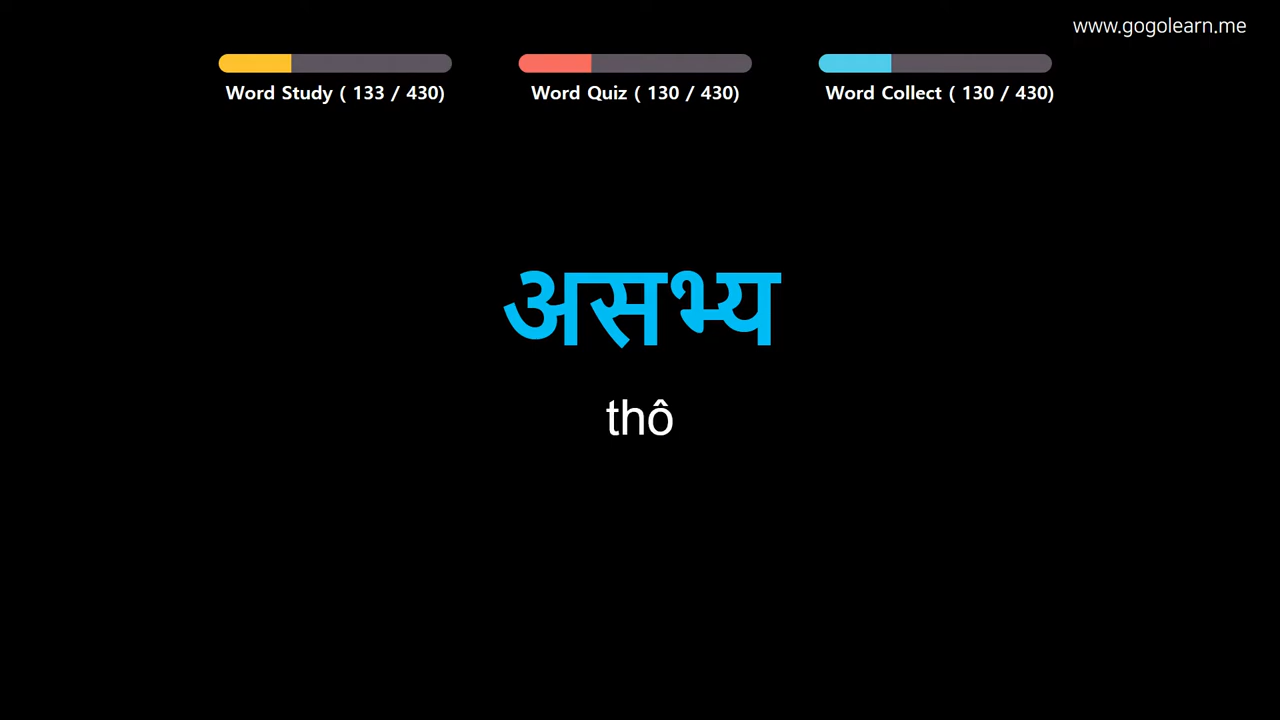 www.gogolearn.me
Word Study ( 133 / 430)
Word Quiz ( 130 / 430)
Word Collect ( 130 / 430)
असभ्य
thô